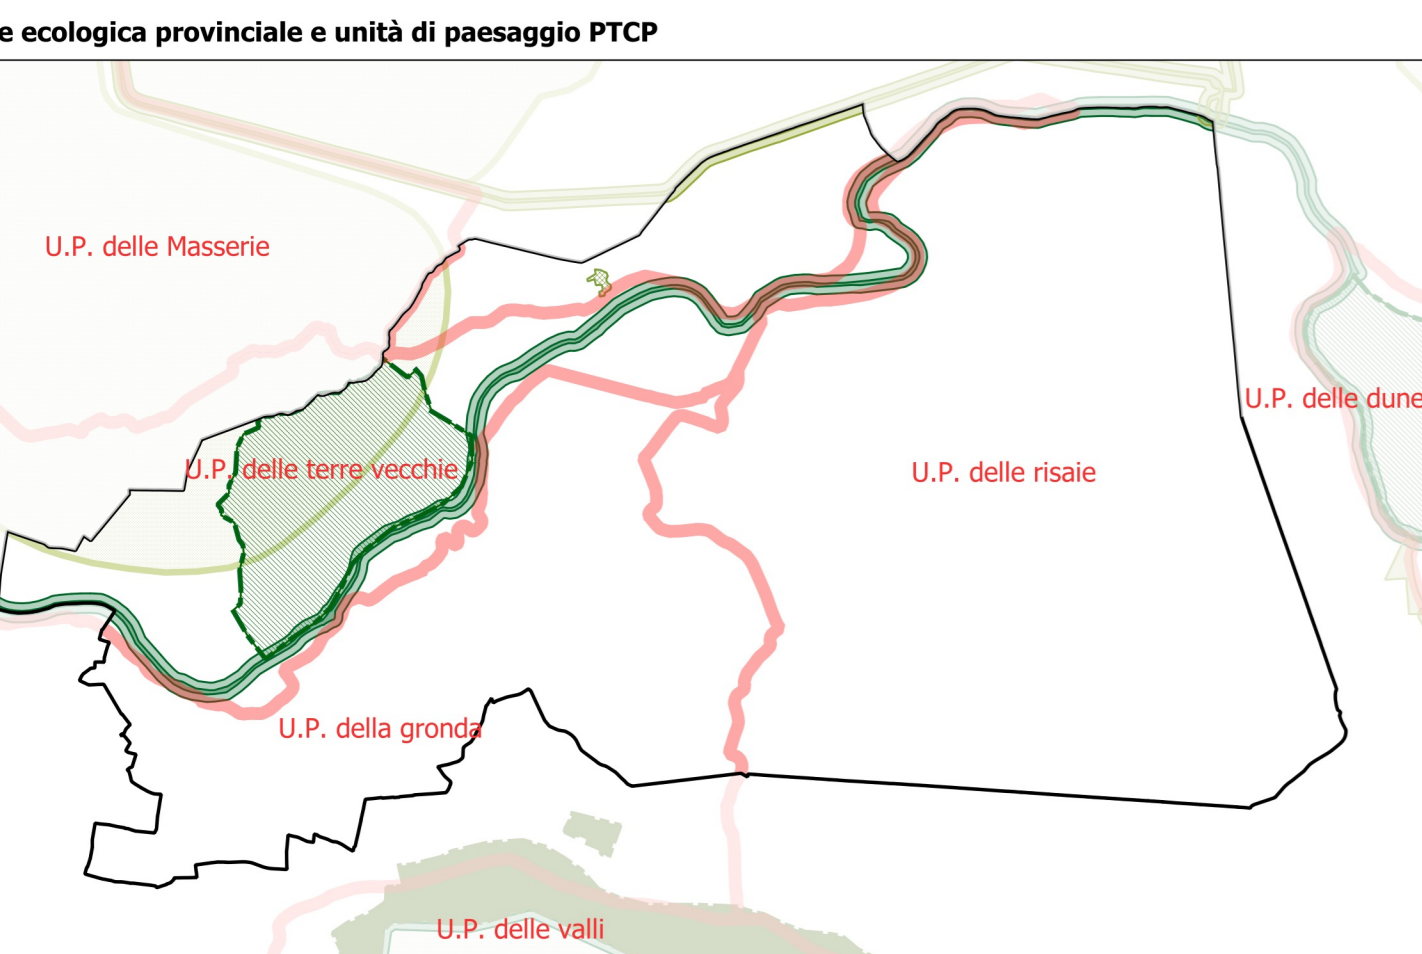 e ecologica provinciale e unità di paesaggio PTCP
U.P. delle Masserie
U.P. delle dune
U.P. delle terre vecchie
U.P. delle risaie
U.P. della gronda
U.P. delle valli